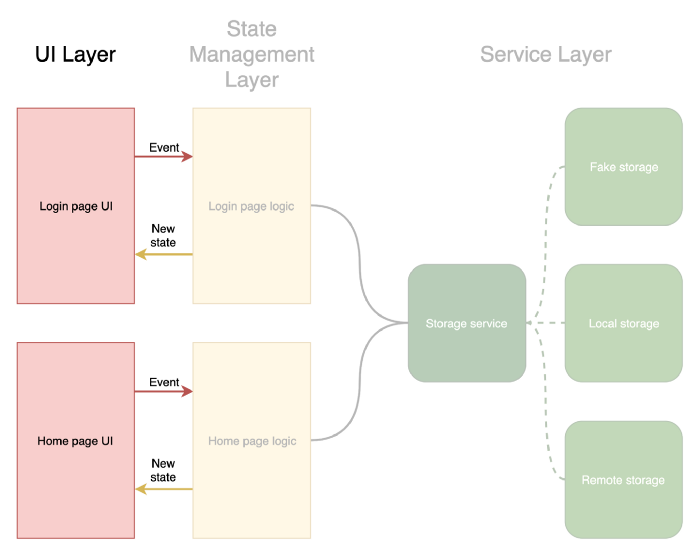 UI Layer
State
Management
Layer
Service Layer
Login page UI
Event
New
state
Login page logic
Home page UI
Event
New
state
Home page logic
Storage service
Fake storage
Local storage
Remote storage